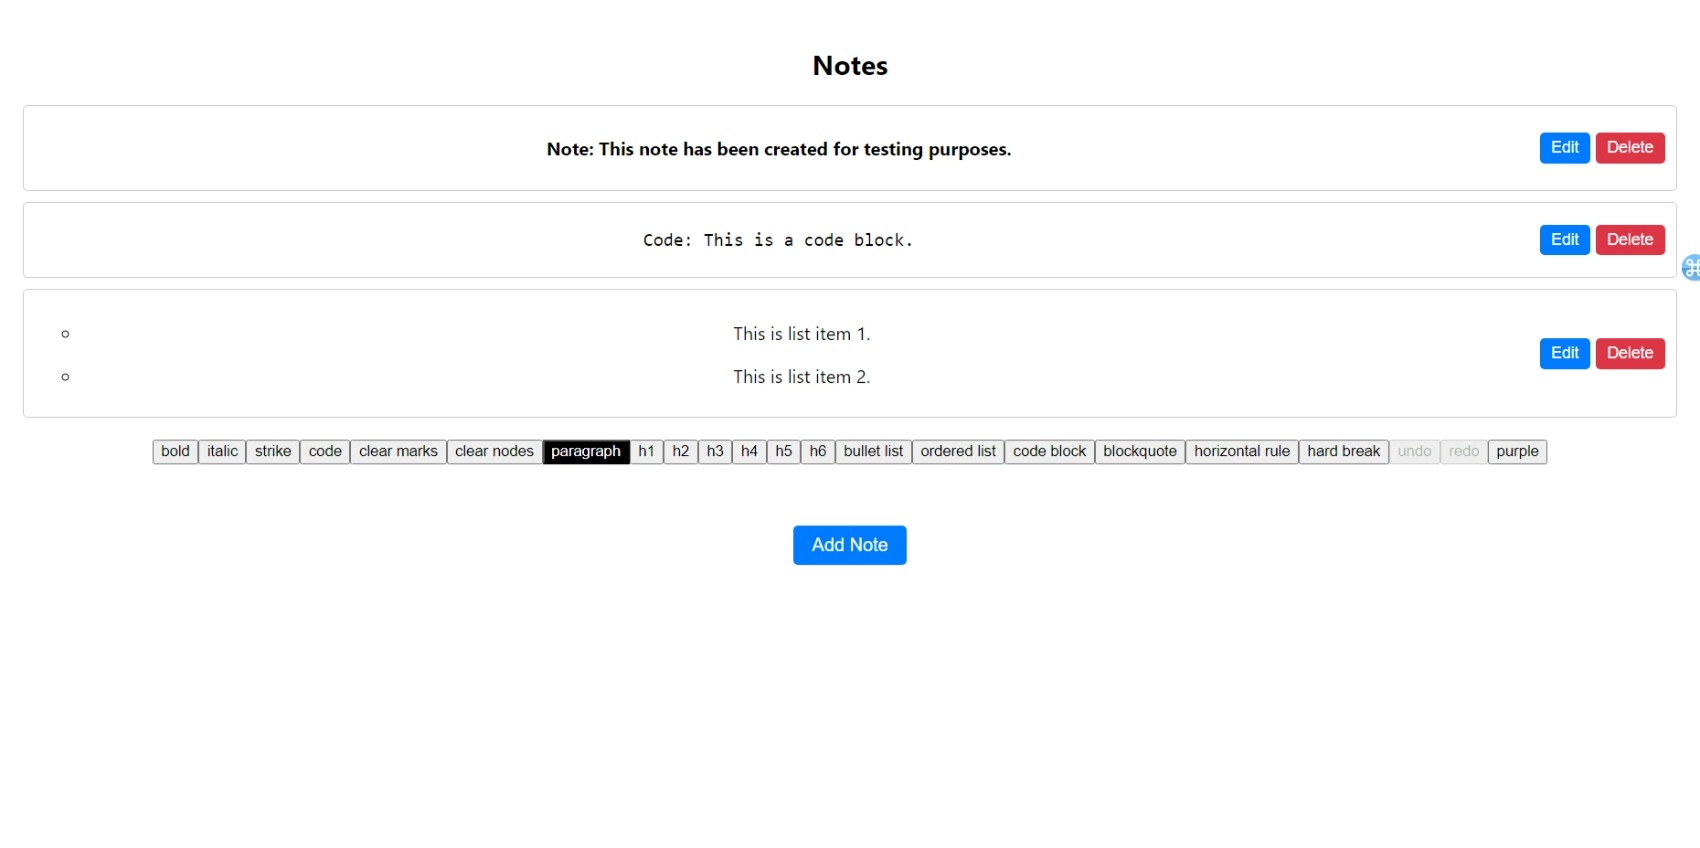 Notes
Note: This note has been created for testing purposes.
Edit Delete
Code: This is a code block.
Edit Delete
This is list item 1.
This is list item 2.
Edit Delete
bold italic strike code clear marks clear nodes paragraph h1 h2 h3 h4 h5 h6 bullet list ordered list code block blockquote horizontal rule hard break undo redo purple
Add Note